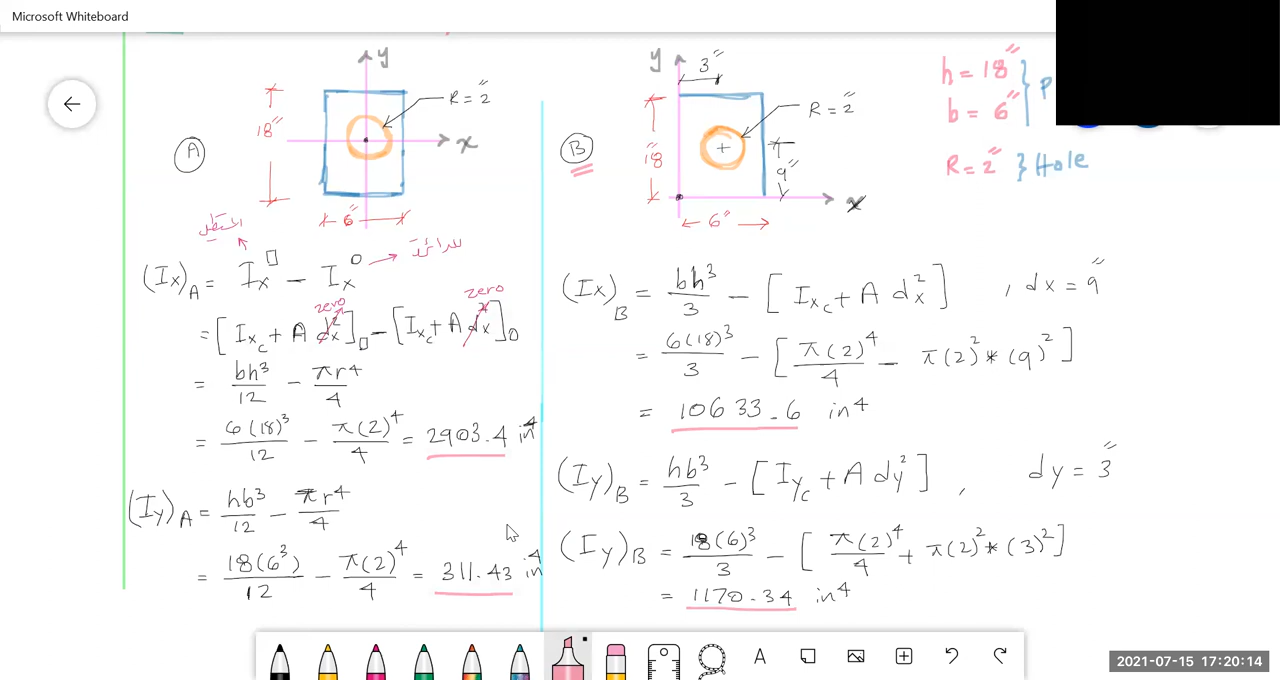 Microsoft Whiteboard
y
R = 2"
18"
x
A
6"
y
3"
R = 2"
B
18
9"
x
6"
h = 18"
b = 6"
P
R = 2" } Hole
(Ix)A = Ix□ − Ix○
zero
zero
= [Ixc + A dx²]□ − [Ixc + A dx²]○
= bh³/12 − πr⁴/4
= 6(18)³/12 − π(2)⁴/4 = 2903.4 in⁴
(Iy)A = hb³/12 − πr⁴/4
= 18(6³)/12 − π(2)⁴/4 = 311.43 in⁴
(Ix)B = bh³/3 − [Ixc + A dx²] , dx = 9"
= 6(18)³/3 − [π(2)⁴/4 − π(2)² * (9)²]
= 10633.6 in⁴
(Iy)B = hb³/3 − [Iyc + A dy²] , dy = 3"
(Iy)B = 18(6)³/3 − [π(2)⁴/4 + π(2)² * (3)²]
= 1170.34 in⁴
A
2021-07-15 17:20:14